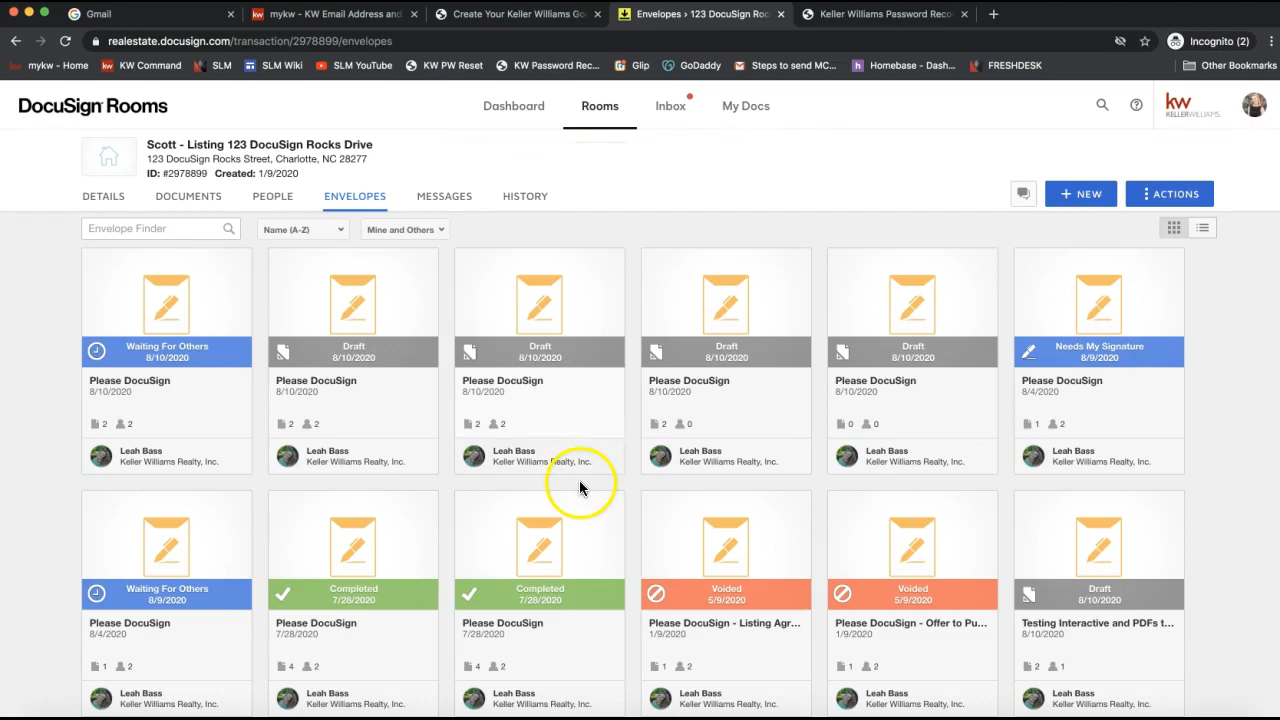 Gmail
mykw - KW Email Address and
Create Your Keller Williams Go
Envelopes › 123 DocuSign Roc
Keller Williams Password Reco
realestate.docusign.com/transaction/2978899/envelopes
Incognito (2)
mykw - Home
KW Command
SLM
SLM Wiki
SLM YouTube
KW PW Reset
KW Password Rec...
Glip
GoDaddy
Steps to send MC...
Homebase - Dash...
FRESHDESK
Other Bookmarks
DocuSign Rooms
Dashboard
Rooms
Inbox
My Docs
kw
KELLERWILLIAMS.
Scott - Listing 123 DocuSign Rocks Drive
123 DocuSign Rocks Street, Charlotte, NC 28277
ID: #2978899 Created: 1/9/2020
DETAILS
DOCUMENTS
PEOPLE
ENVELOPES
MESSAGES
HISTORY
+ NEW
ACTIONS
Envelope Finder
Name (A-Z)
Mine and Others
Waiting For Others
8/10/2020
Please DocuSign
8/10/2020
2 2
Leah Bass
Keller Williams Realty, Inc.
Draft
8/10/2020
Please DocuSign
8/10/2020
2 2
Leah Bass
Keller Williams Realty, Inc.
Draft
8/10/2020
Please DocuSign
8/10/2020
2 2
Leah Bass
Keller Williams Realty, Inc.
Draft
8/10/2020
Please DocuSign
8/10/2020
2 0
Leah Bass
Keller Williams Realty, Inc.
Draft
8/10/2020
Please DocuSign
8/10/2020
0 0
Leah Bass
Keller Williams Realty, Inc.
Needs My Signature
8/9/2020
Please DocuSign
8/4/2020
1 2
Leah Bass
Keller Williams Realty, Inc.
Waiting For Others
8/9/2020
Please DocuSign
8/4/2020
1 2
Leah Bass
Keller Williams Realty, Inc.
Completed
7/28/2020
Please DocuSign
7/28/2020
4 2
Leah Bass
Keller Williams Realty, Inc.
Completed
7/28/2020
Please DocuSign
7/28/2020
4 2
Leah Bass
Keller Williams Realty, Inc.
Voided
5/9/2020
Please DocuSign - Listing Agr...
1/9/2020
1 2
Leah Bass
Keller Williams Realty, Inc.
Voided
5/9/2020
Please DocuSign - Offer to Pu...
1/9/2020
1 2
Leah Bass
Keller Williams Realty, Inc.
Draft
8/10/2020
Testing Interactive and PDFs t...
8/10/2020
2 1
Leah Bass
Keller Williams Realty, Inc.